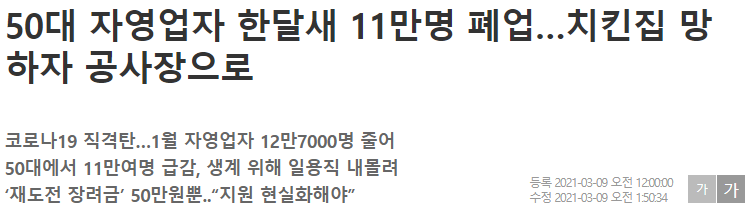 50대 자영업자 한달새 11만명 폐업…치킨집 망
하자 공사장으로
코로나19 직격탄…1월 자영업자 12만7000명 줄어
50대에서 11만여명 급감, 생계 위해 일용직 내몰려
‘재도전 장려금’ 50만원뿐..“지원 현실화해야”
등록 2021-03-09 오전 12:00:00
수정 2021-03-09 오전 1:50:34
가 가